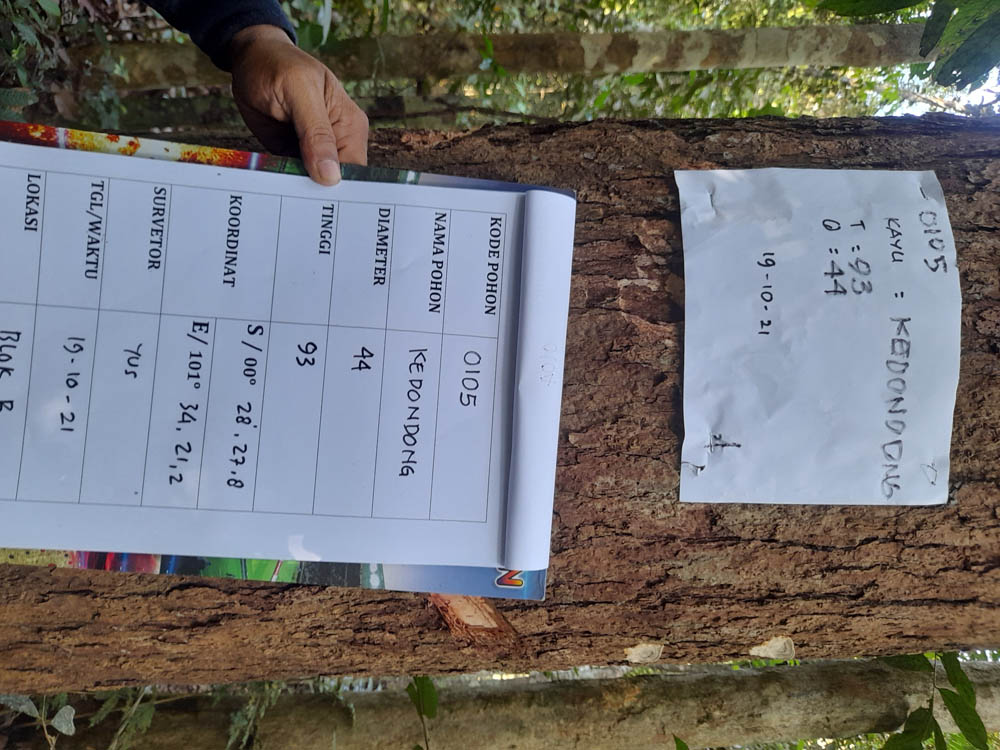 - 0105
KAYU : KEDONDONG
T : 93
Q : 44
19-10-21
N
KODE POHON 0105
NAMA POHON KEDONDONG
DIAMETER 44
TINGGI 93
KOORDINAT S / 00° 28', 27.8
E/ 101° 34, 21,2
SURVETOR YUS
TGL/WAKTU 19-10-21
LOKASI BLOK B